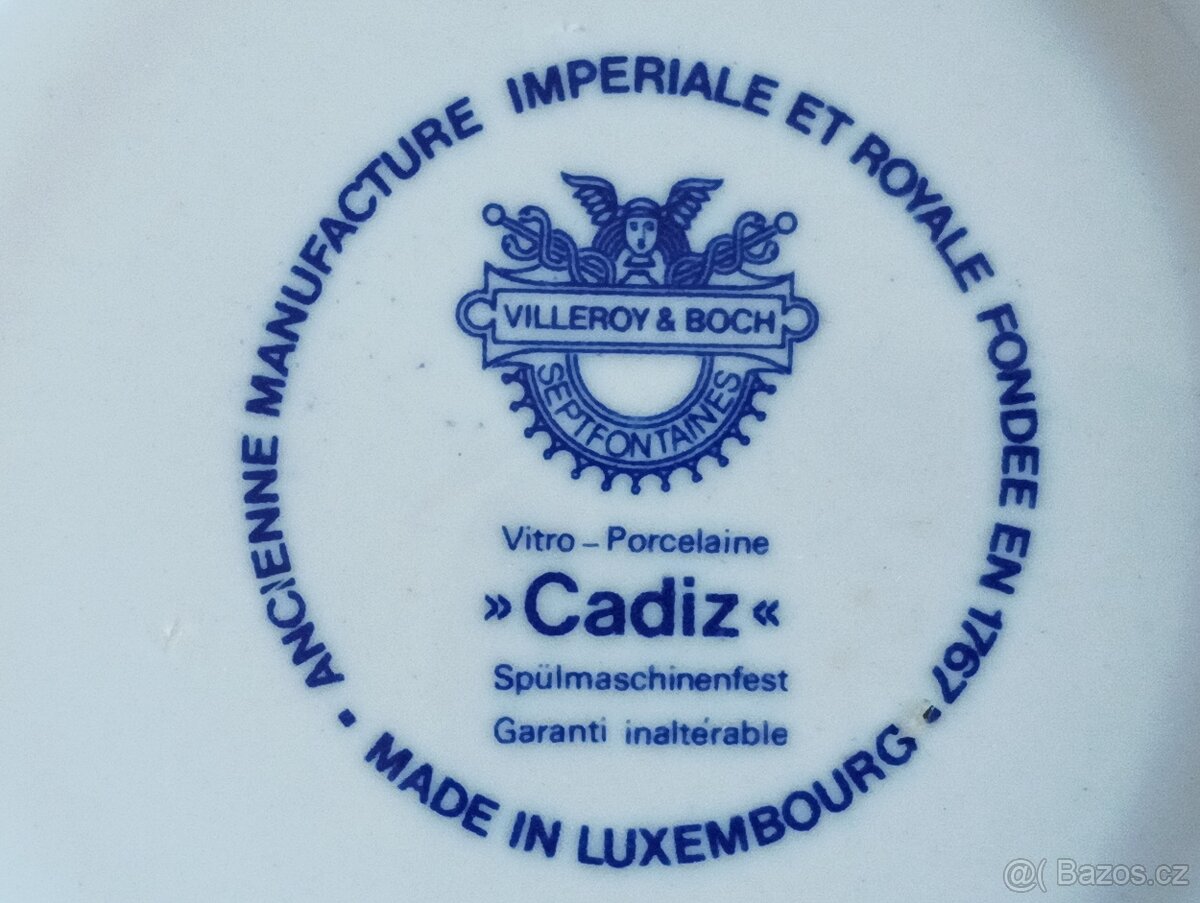 ANCIENNE MANUFACTURE IMPERIALE ET ROYALE FONDEE EN 1767 •
MADE IN LUXEMBOURG •
VILLEROY & BOCH
SEPTFONTAINES
Vitro – Porcelaine
»Cadiz«
Spülmaschinenfest
Garanti inaltérable
@( Bazos.cz